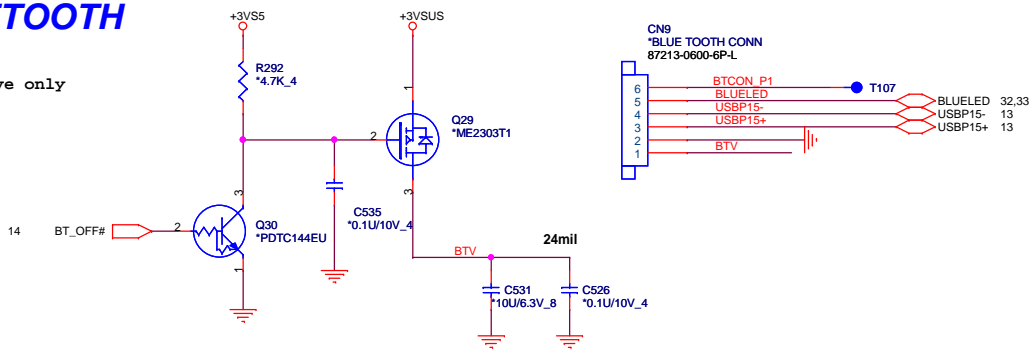 TOOTH
ve only
+3VS5
+3VSUS
R292
*4.7K_4
1
Q29
*ME2303T1
2
3
C535
*0.1U/10V_4
3
Q30
*PDTC144EU
14
BT_OFF#
2
1
BTV
24mil
C531
*10U/6.3V_8
C526
*0.1U/10V_4
CN9
*BLUE TOOTH CONN
87213-0600-6P-L
6
BTCON_P1
T107
5
BLUELED
BLUELED 32,33
4
USBP15-
USBP15- 13
3
USBP15+
USBP15+ 13
2
1
BTV